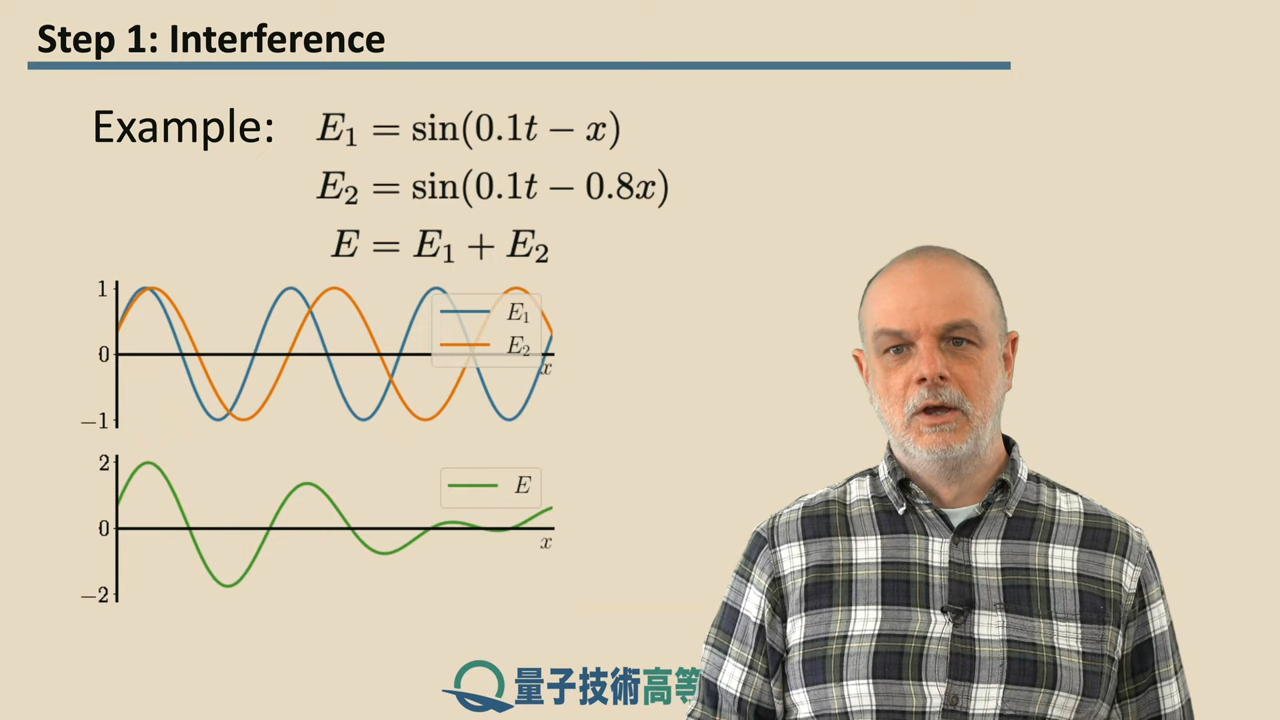 Step 1: Interference
Example: E₁ = sin(0.1t − x)
E₂ = sin(0.1t − 0.8x)
E = E₁ + E₂
1
0
−1
E₁
E₂
x
2
0
−2
E
x
量子技術高等